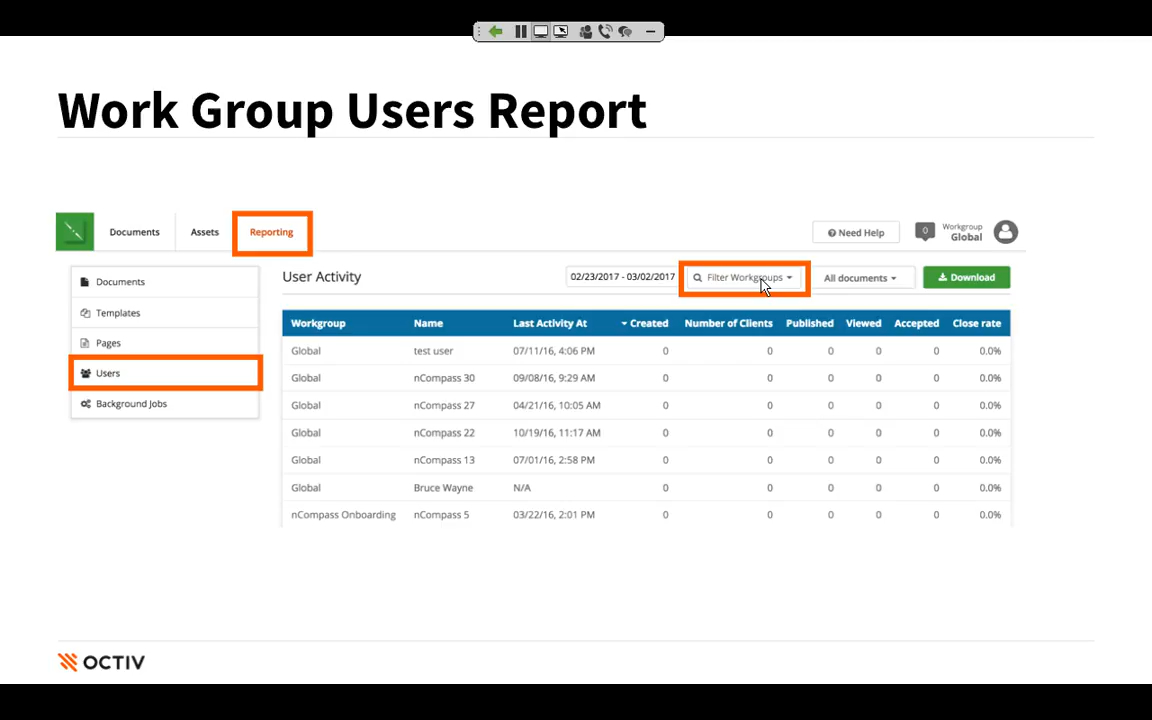 Work Group Users Report
Documents Assets Reporting Need Help 0 Workgroup Global
Documents
Templates
Pages
Users
Background Jobs
User Activity 02/23/2017 - 03/02/2017 Filter Workgroups All documents Download
Workgroup Name Last Activity At Created Number of Clients Published Viewed Accepted Close rate
Global test user 07/11/16, 4:06 PM 0 0 0 0 0 0.0%
Global nCompass 30 09/08/16, 9:29 AM 0 0 0 0 0 0.0%
Global nCompass 27 04/21/16, 10:05 AM 0 0 0 0 0 0.0%
Global nCompass 22 10/19/16, 11:17 AM 0 0 0 0 0 0.0%
Global nCompass 13 07/01/16, 2:58 PM 0 0 0 0 0 0.0%
Global Bruce Wayne N/A 0 0 0 0 0 0.0%
nCompass Onboarding nCompass 5 03/22/16, 2:01 PM 0 0 0 0 0 0.0%
OCTIV